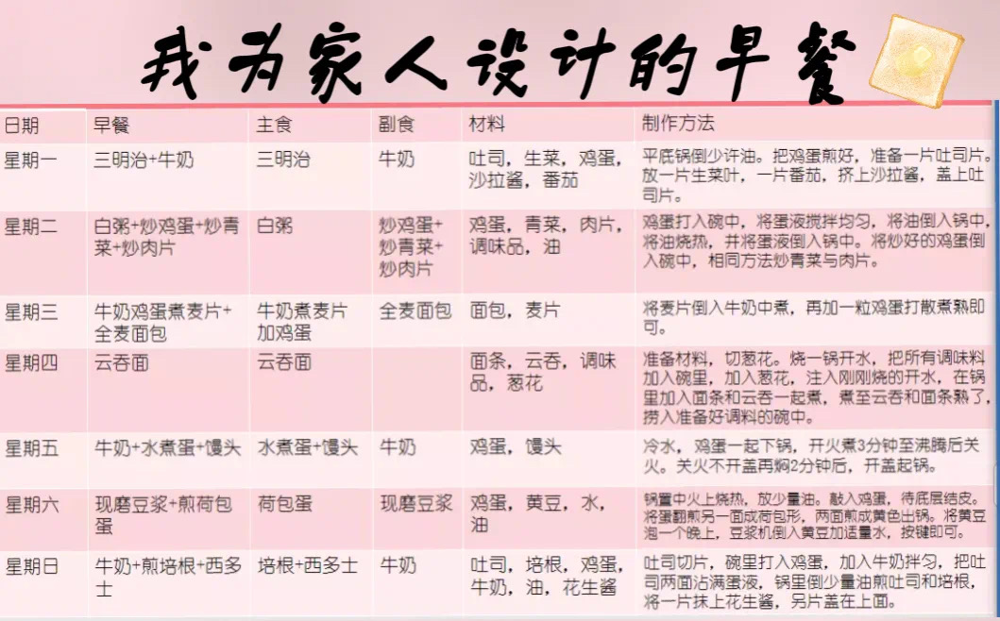 我为家人设计的早餐
日期 早餐 主食 副食 材料 制作方法
星期一
三明治+牛奶
三明治
牛奶
吐司，生菜，鸡蛋，
沙拉酱，番茄
平底锅倒少许油。把鸡蛋煎好，准备一片吐司片。
放一片生菜叶，一片番茄，挤上沙拉酱，盖上吐
司片。
星期二
白粥+炒鸡蛋+炒青
菜+炒肉片
白粥
炒鸡蛋+
炒青菜+
炒肉片
鸡蛋，青菜，肉片，
调味品，油
鸡蛋打入碗中，将蛋液搅拌均匀，将油倒入锅中，
将油烧热，并将蛋液倒入锅中。将炒好的鸡蛋倒
入碗中，相同方法炒青菜与肉片。
星期三
牛奶鸡蛋煮麦片+
全麦面包
牛奶煮麦片
加鸡蛋
全麦面包
面包，麦片
将麦片倒入牛奶中煮，再加一粒鸡蛋打散煮熟即
可。
星期四
云吞面
云吞面
面条，云吞，调味
品，葱花
准备材料，切葱花。烧一锅开水，把所有调味料
加入碗里，加入葱花，注入刚刚烧的开水，在锅
里加入面条和云吞一起煮，煮至云吞和面条熟了，
捞入准备好调料的碗中。
星期五
牛奶+水煮蛋+馒头
水煮蛋+馒头
牛奶
鸡蛋，馒头
冷水，鸡蛋一起下锅，开火煮3分钟至沸腾后关
火。关火不开盖再焖2分钟后，开盖起锅。
星期六
现磨豆浆+煎荷包
蛋
荷包蛋
现磨豆浆
鸡蛋，黄豆，水，
油
锅置中火上烧热，放少量油。敲入鸡蛋，待底层结皮。
将蛋翻煎另一面成荷包形，两面煎成黄色出锅。将黄豆
泡一个晚上，豆浆机倒入黄豆加适量水，按键即可。
星期日
牛奶+煎培根+西多
士
培根+西多士
牛奶
吐司，培根，鸡蛋，
牛奶，油，花生酱
吐司切片，碗里打入鸡蛋，加入牛奶拌匀，把吐
司两面沾满蛋液，锅里倒少量油煎吐司和培根，
将一片抹上花生酱，另片盖在上面。